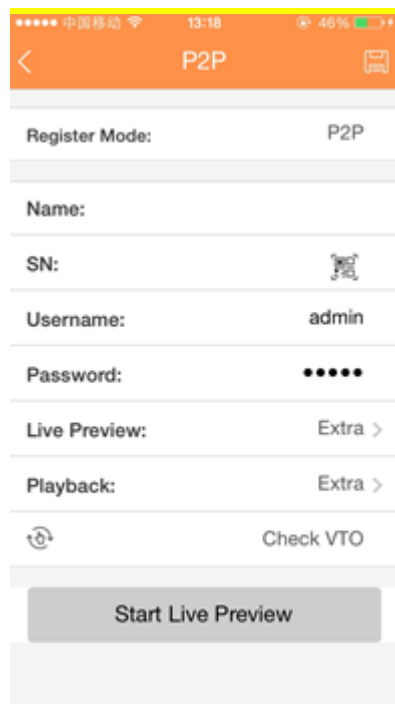 中国移动 13:18 46%
P2P
Register Mode: P2P
Name:
SN:
Username: admin
Password: •••••
Live Preview: Extra
Playback: Extra
Check VTO
Start Live Preview